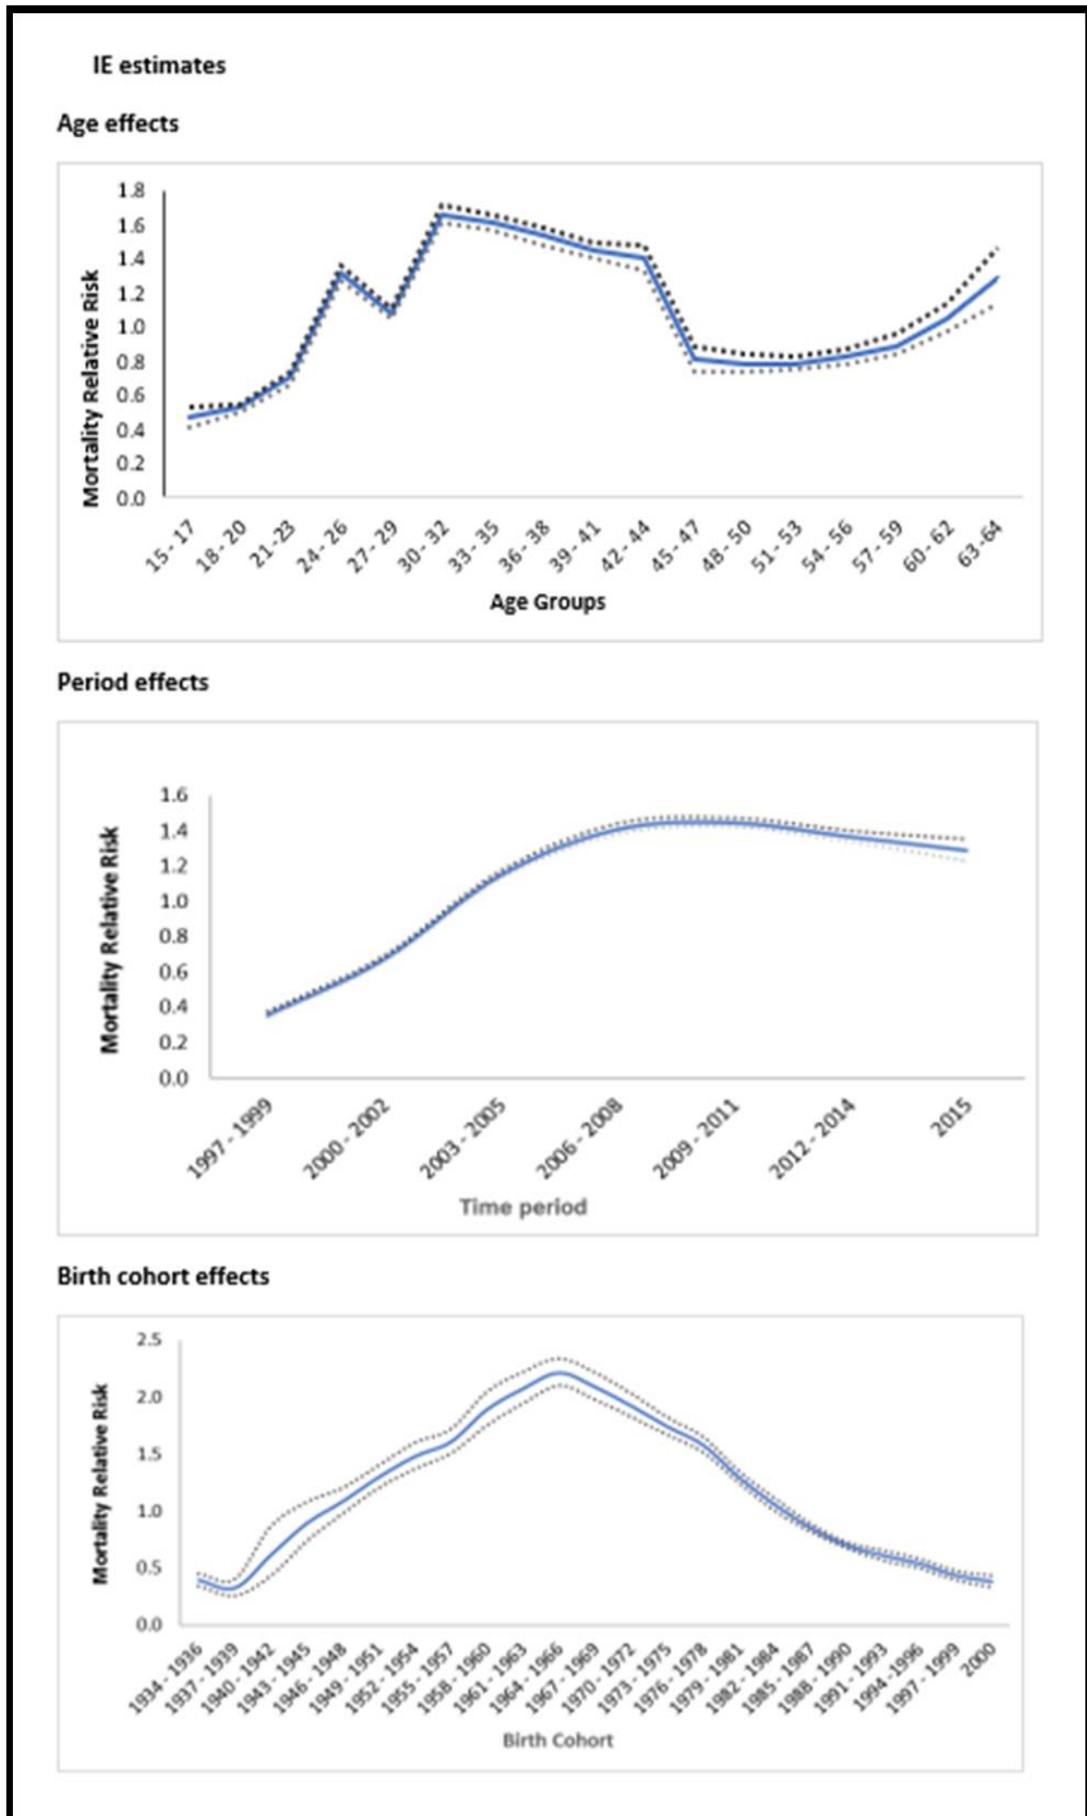 IE estimates
Age effects
Mortality Relative Risk
1.8
1.6
1.4
1.2
1.0
0.8
0.6
0.4
0.2
0.0
15 - 17
18 - 20
21-23
24 - 26
27 - 29
30 - 32
33 - 35
36 - 38
39 - 41
42 - 44
45 - 47
48 - 50
51 - 53
54 - 56
57 - 59
60 - 62
63 -64
Age Groups
Period effects
Mortality Relative Risk
1.6
1.4
1.2
1.0
0.8
0.6
0.4
0.2
0.0
1997 - 1999
2000 - 2002
2003 - 2005
2006 - 2008
2009 - 2011
2012 - 2014
2015
Time period
Birth cohort effects
Mortality Relative Risk
2.5
2.0
1.5
1.0
0.5
0.0
1934 - 1936
1937 - 1939
1940 - 1942
1943 - 1945
1946 - 1948
1949 - 1951
1952 - 1954
1955 - 1957
1958 - 1960
1961 - 1963
1964 - 1966
1967 - 1969
1970 - 1972
1973 - 1975
1976 - 1978
1979 - 1981
1982 - 1984
1985 - 1987
1988 - 1990
1991 - 1993
1994 - 1996
1997 - 1999
2000
Birth Cohort